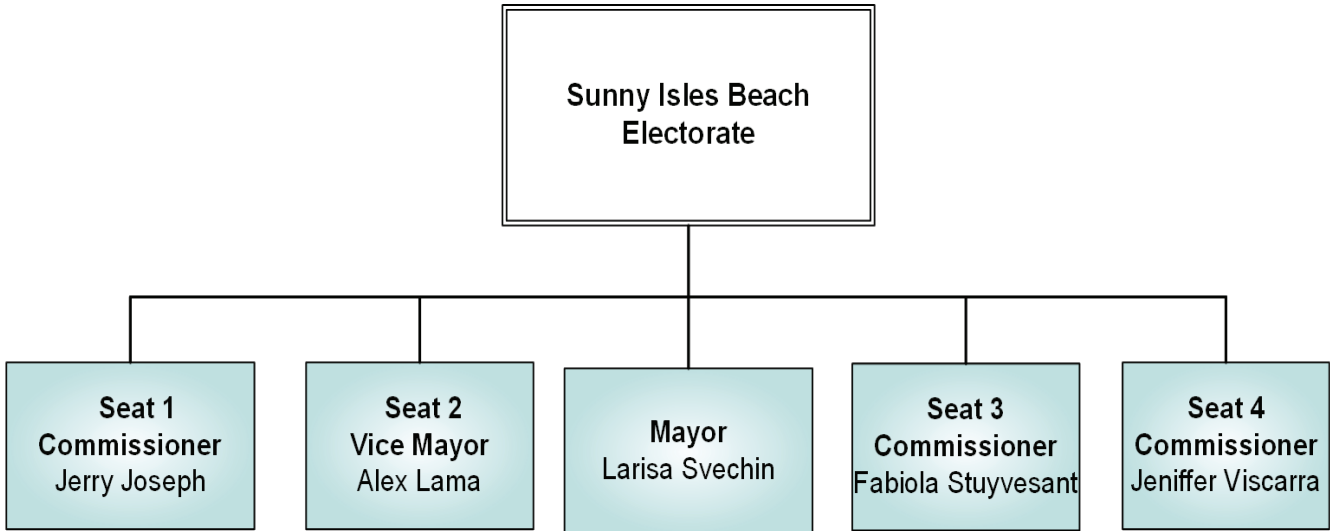 Sunny Isles Beach
Electorate
Seat 1
Commissioner
Jerry Joseph
Seat 2
Vice Mayor
Alex Lama
Mayor
Larisa Svechin
Seat 3
Commissioner
Fabiola Stuyvesant
Seat 4
Commissioner
Jeniffer Viscarra